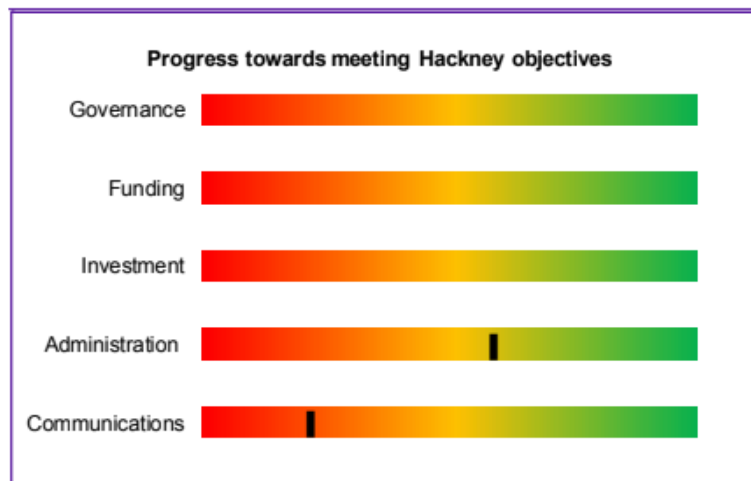 Progress towards meeting Hackney objectives
Governance
Funding
Investment
Administration
Communications